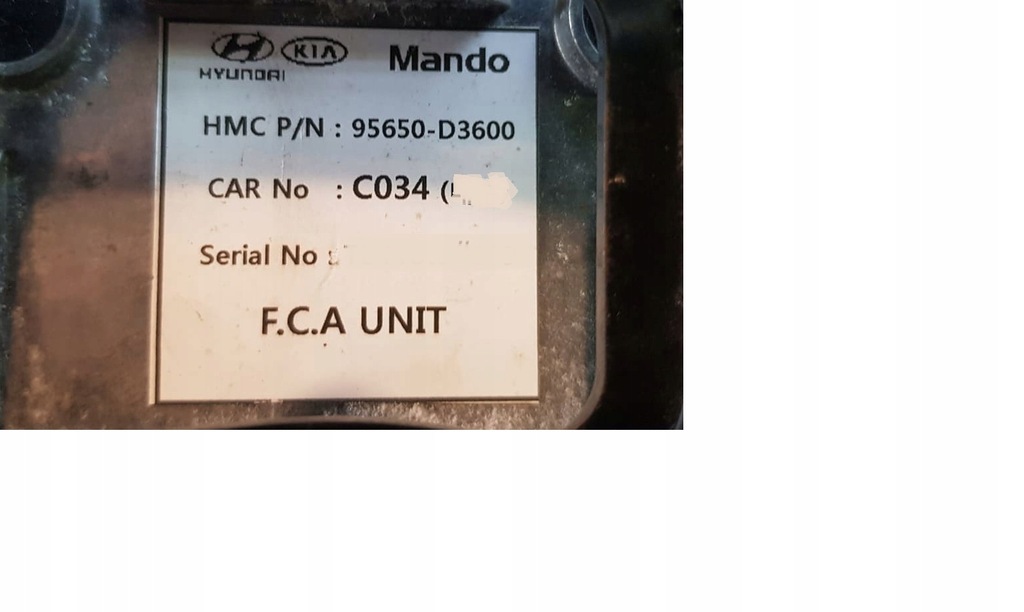 HYUNDAI KIA Mando
HMC P/N : 95650-D3600
CAR No : C034 (
Serial No :
F.C.A UNIT